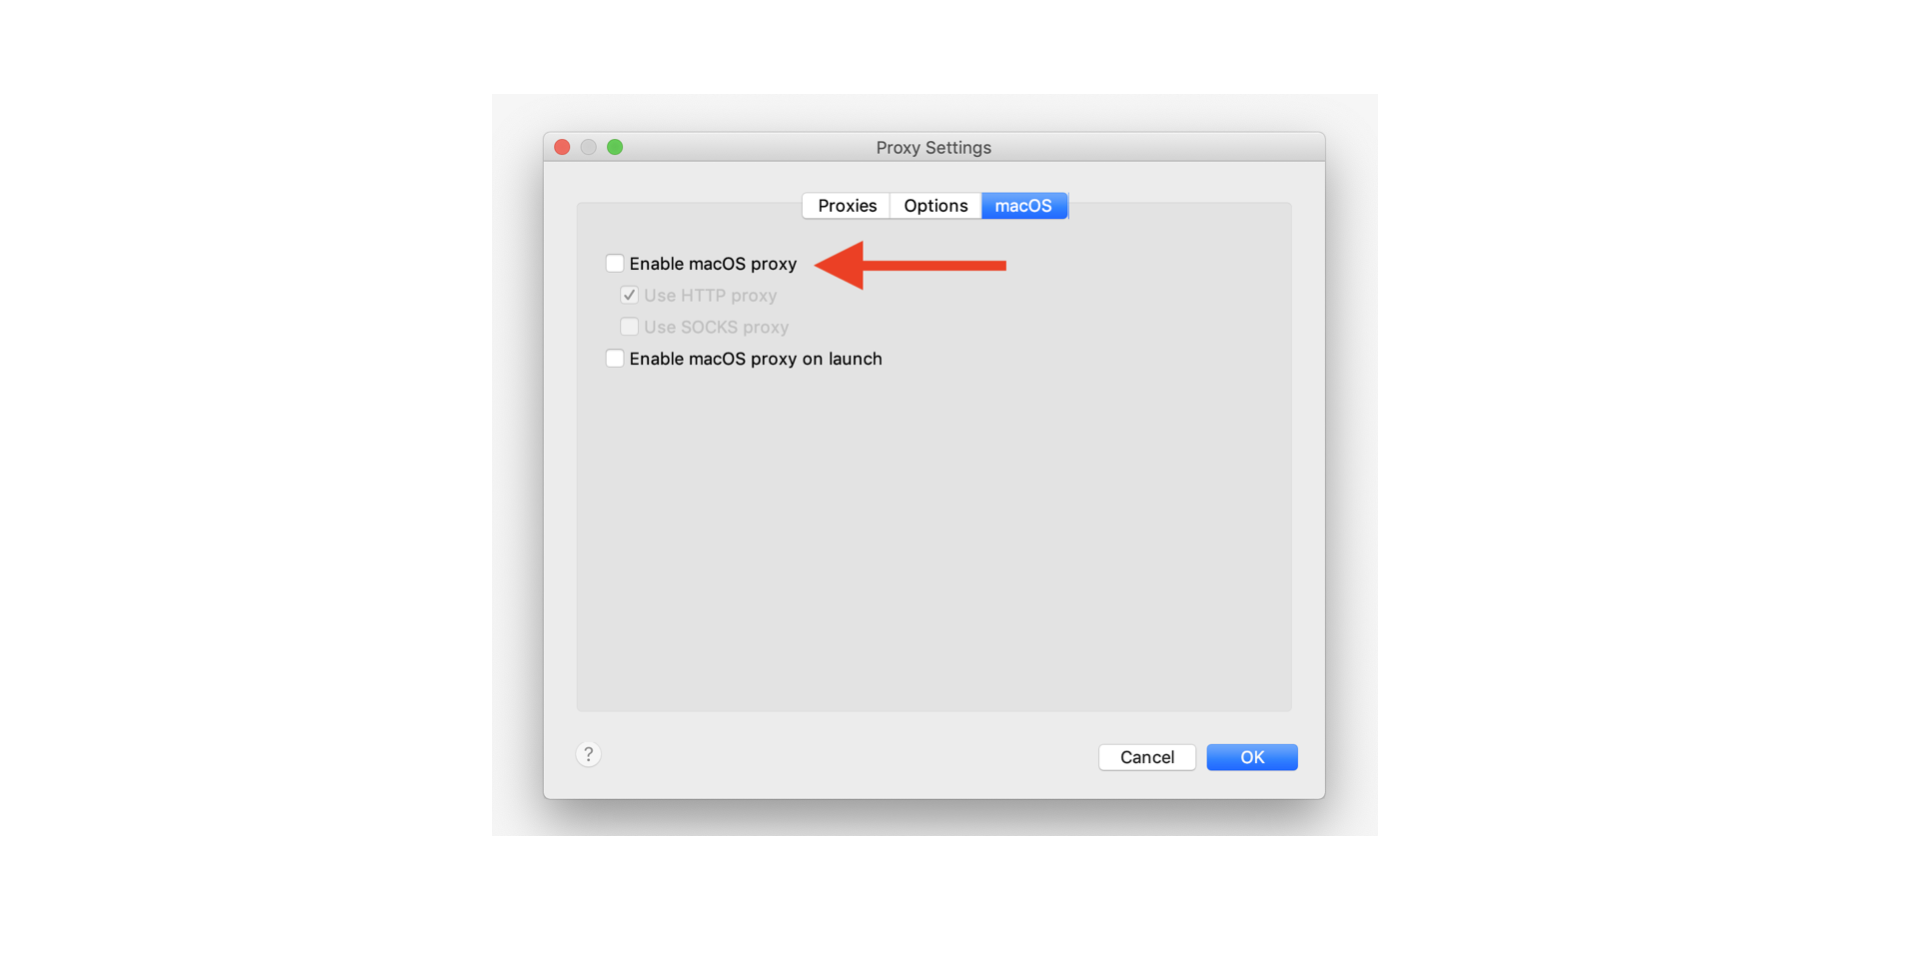 Proxy Settings
Proxies Options macOS
Enable macOS proxy
Use HTTP proxy
Use SOCKS proxy
Enable macOS proxy on launch
? Cancel OK